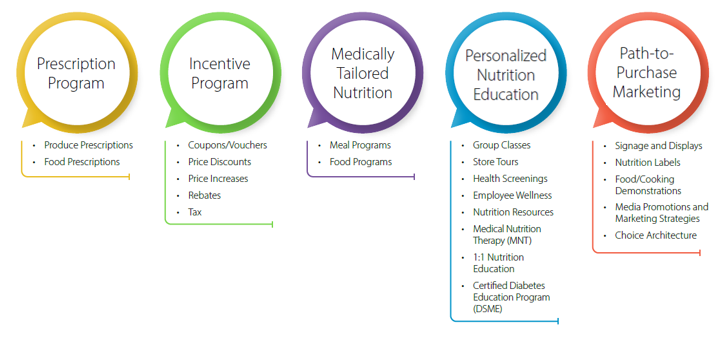 Prescription
Program
• Produce Prescriptions
• Food Prescriptions
Incentive
Program
• Coupons/Vouchers
• Price Discounts
• Price Increases
• Rebates
• Tax
Medically
Tailored
Nutrition
• Meal Programs
• Food Programs
Personalized
Nutrition
Education
• Group Classes
• Store Tours
• Health Screenings
• Employee Wellness
• Nutrition Resources
• Medical Nutrition
Therapy (MNT)
• 1:1 Nutrition
Education
• Certified Diabetes
Education Program
(DSME)
Path-to-
Purchase
Marketing
• Signage and Displays
• Nutrition Labels
• Food/Cooking
Demonstrations
• Media Promotions and
Marketing Strategies
• Choice Architecture